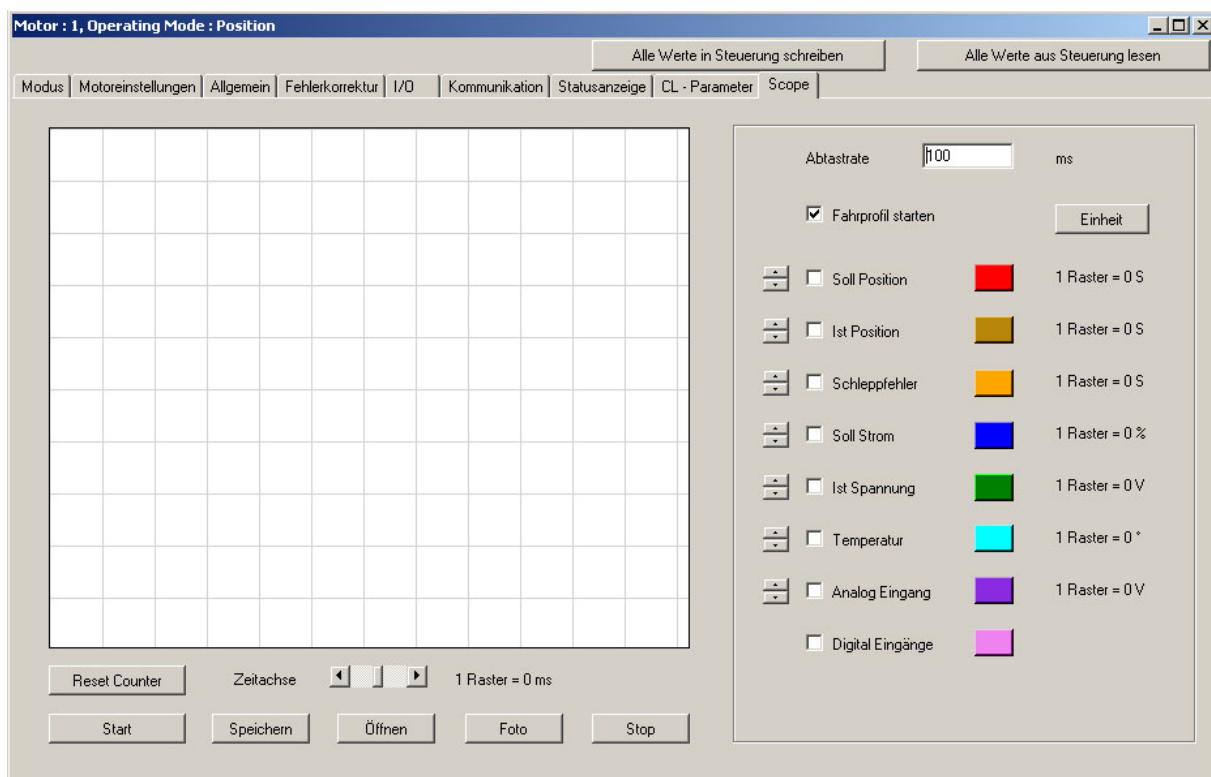 Motor : 1, Operating Mode : Position
Alle Werte in Steuerung schreiben Alle Werte aus Steuerung lesen
Modus Motoreinstellungen Allgemein Fehlerkorrektur I/O Kommunikation Statusanzeige CL - Parameter Scope
Abtastrate 100 ms
Fahrprofil starten Einheit
Soll Position 1 Raster = 0 S
Ist Position 1 Raster = 0 S
Schleppfehler 1 Raster = 0 S
Soll Strom 1 Raster = 0 %
Ist Spannung 1 Raster = 0 V
Temperatur 1 Raster = 0 °
Analog Eingang 1 Raster = 0 V
Digital Eingänge
Reset Counter Zeitachse 1 Raster = 0 ms
Start Speichern Öffnen Foto Stop